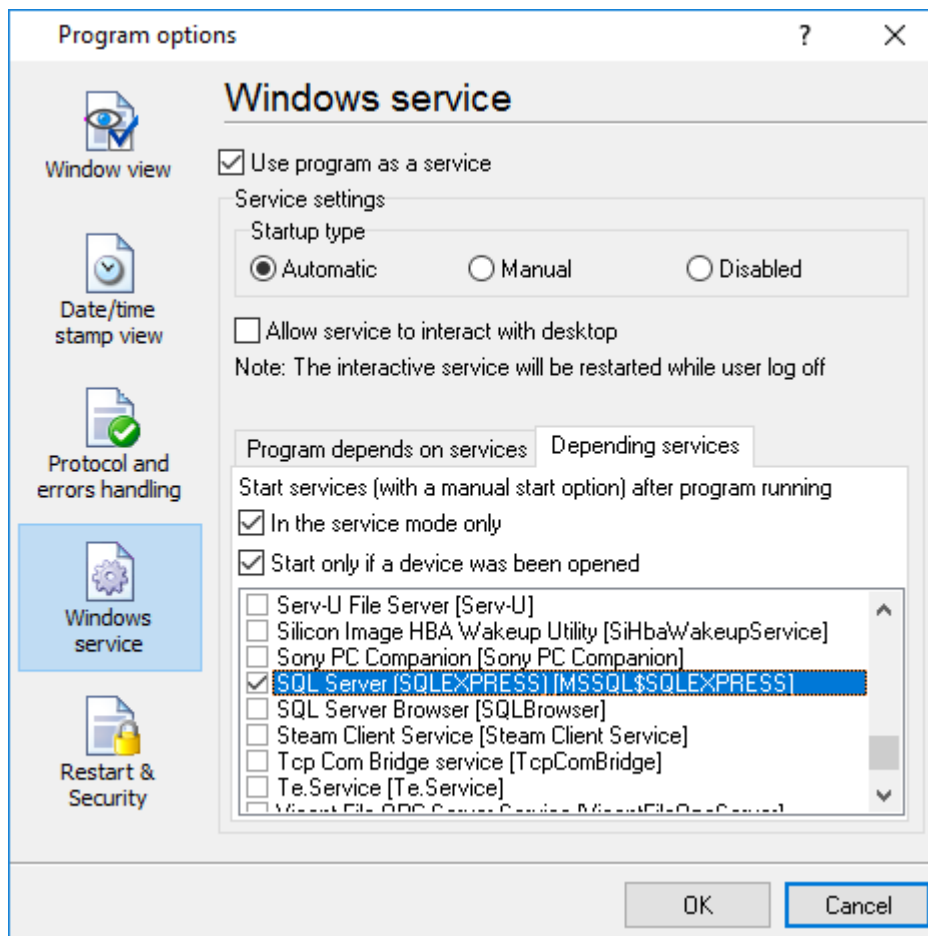 Program options
?
Windows service
Window view
Date/time
stamp view
Protocol and
errors handling
Windows
service
Restart &
Security
Use program as a service
Service settings
Startup type
Automatic
Manual
Disabled
Allow service to interact with desktop
Note: The interactive service will be restarted while user log off
Program depends on services
Depending services
Start services (with a manual start option) after program running
In the service mode only
Start only if a device was been opened
Serv-U File Server [Serv-U]
Silicon Image HBA Wakeup Utility [SiHbaWakeupService]
Sony PC Companion [Sony PC Companion]
SQL Server (SQLEXPRESS) [MSSQL$SQLEXPRESS]
SQL Server Browser [SQLBrowser]
Steam Client Service [Steam Client Service]
Tcp Com Bridge service [TcpComBridge]
Te.Service [Te.Service]
OK
Cancel